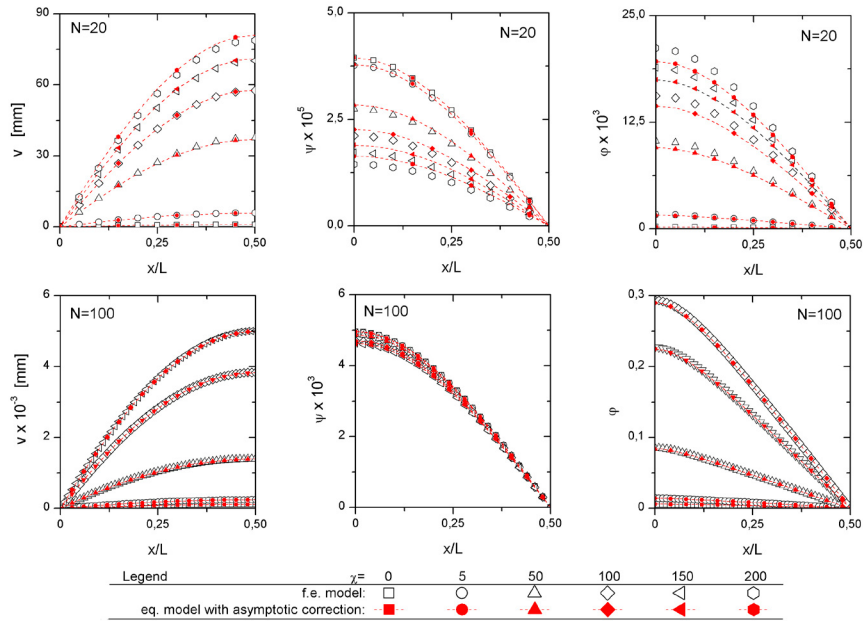 90
60
30
0
0
0,25
0,50
v [mm]
x/L
N=20
5,0
2,5
0,0
0
0,25
0,50
ψ x 10⁵
x/L
N=20
25,0
12,5
0
0
0,25
0,50
φ x 10³
x/L
N=20
6
4
2
0
0,00
0,25
0,50
v x 10⁻³ [mm]
x/L
N=100
6
4
2
0
0
0,25
0,50
ψ x 10³
x/L
N=100
0,3
0,2
0,1
0
0
0,25
0,50
φ
x/L
N=100
Legend χ= 0 5 50 100 150 200
f.e. model:
eq. model with asymptotic correction: